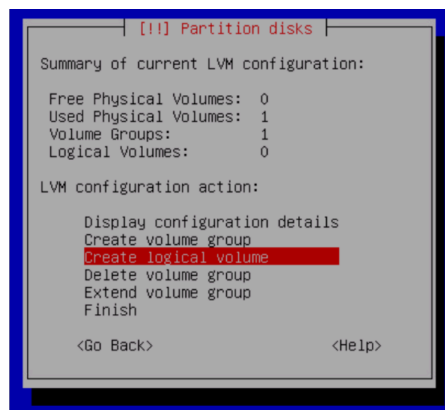 [!!] Partition disks
Summary of current LVM configuration:
Free Physical Volumes: 0
Used Physical Volumes: 1
Volume Groups: 1
Logical Volumes: 0
LVM configuration action:
Display configuration details
Create volume group
Create logical volume
Delete volume group
Extend volume group
Finish
<Go Back> <Help>